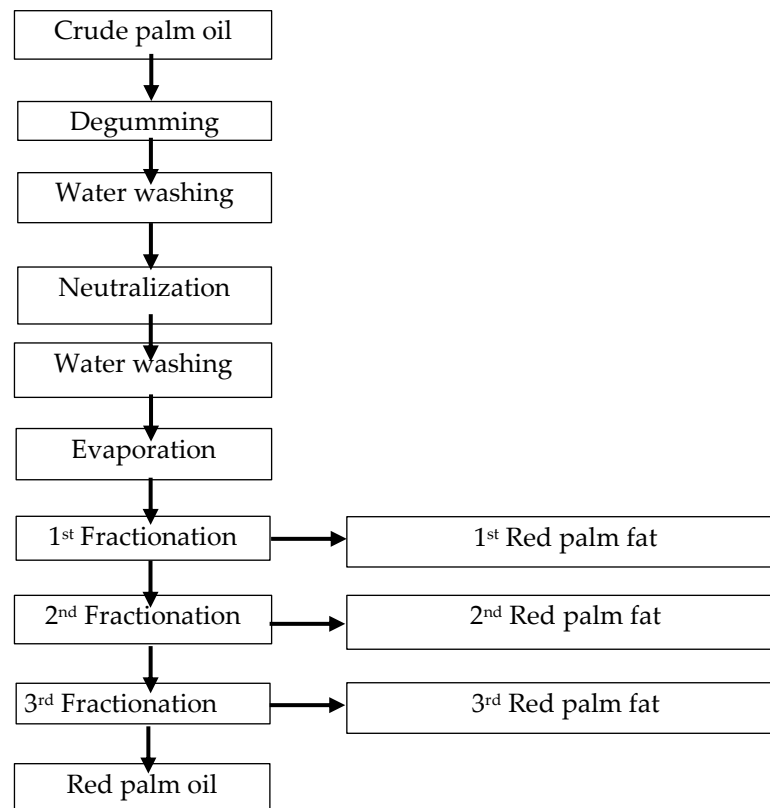 Crude palm oil
Degumming
Water washing
Neutralization
Water washing
Evaporation
1st Fractionation
1st Red palm fat
2nd Fractionation
2nd Red palm fat
3rd Fractionation
3rd Red palm fat
Red palm oil